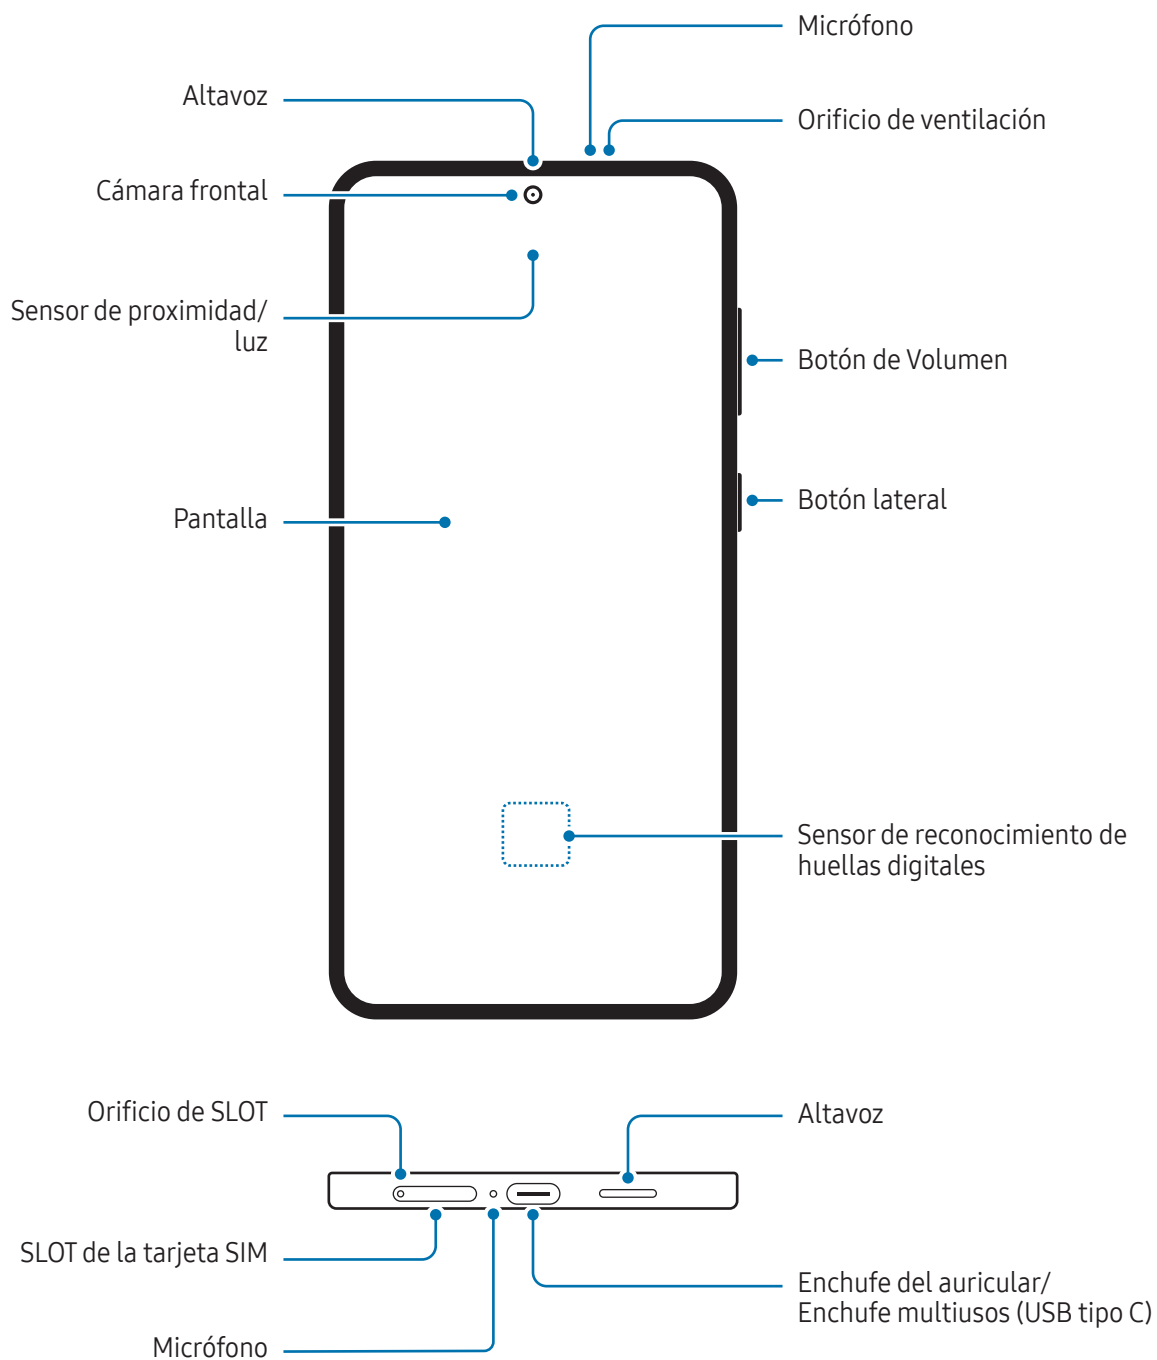 Micrófono
Altavoz
Orificio de ventilación
Cámara frontal
Sensor de proximidad/
luz
Botón de Volumen
Botón lateral
Pantalla
Sensor de reconocimiento de
huellas digitales
Orificio de SLOT
Altavoz
SLOT de la tarjeta SIM
Enchufe del auricular/
Enchufe multiusos (USB tipo C)
Micrófono